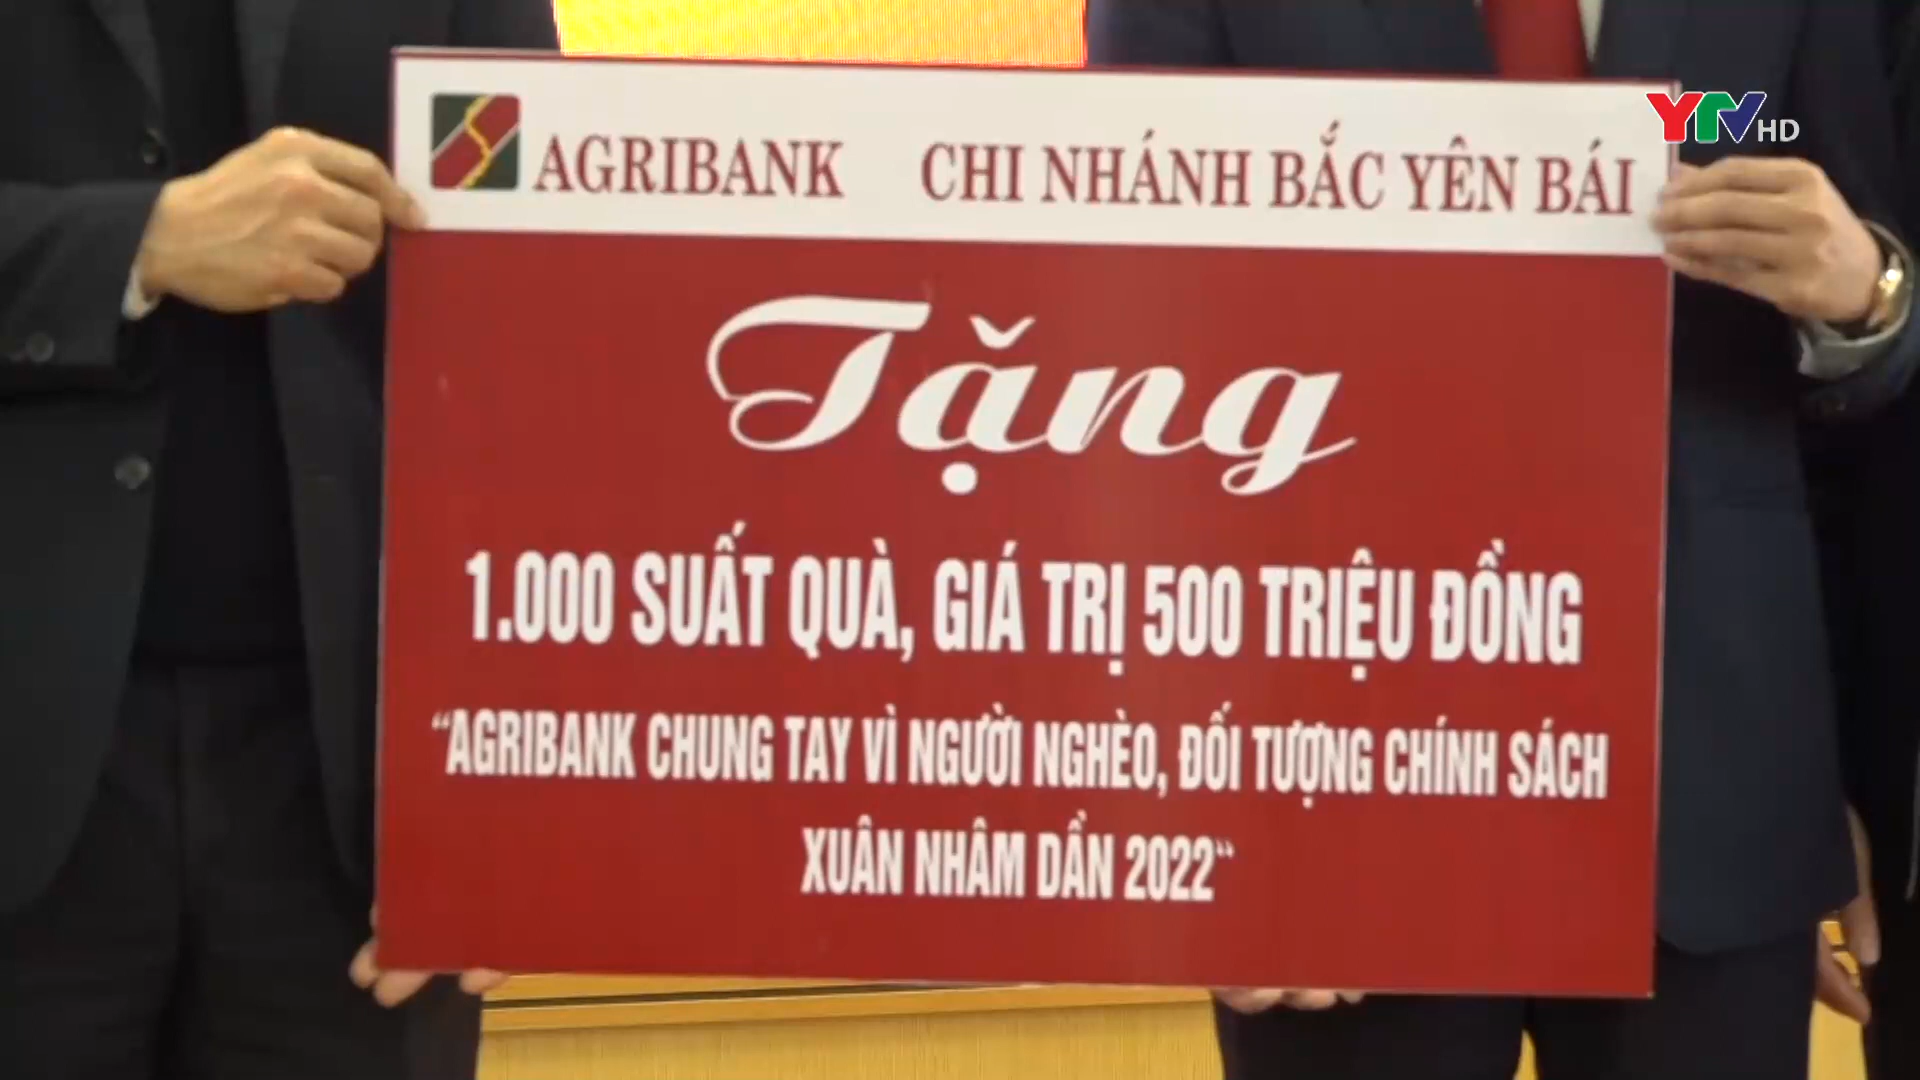 AGRIBANK CHI NHÁNH BẮC YÊN BÁI
YTV HD
Tặng
1.000 SUẤT QUÀ, GIÁ TRỊ 500 TRIỆU ĐỒNG
“AGRIBANK CHUNG TAY VÌ NGƯỜI NGHÈO, ĐỐI TƯỢNG CHÍNH SÁCH
XUÂN NHÂM DẦN 2022“